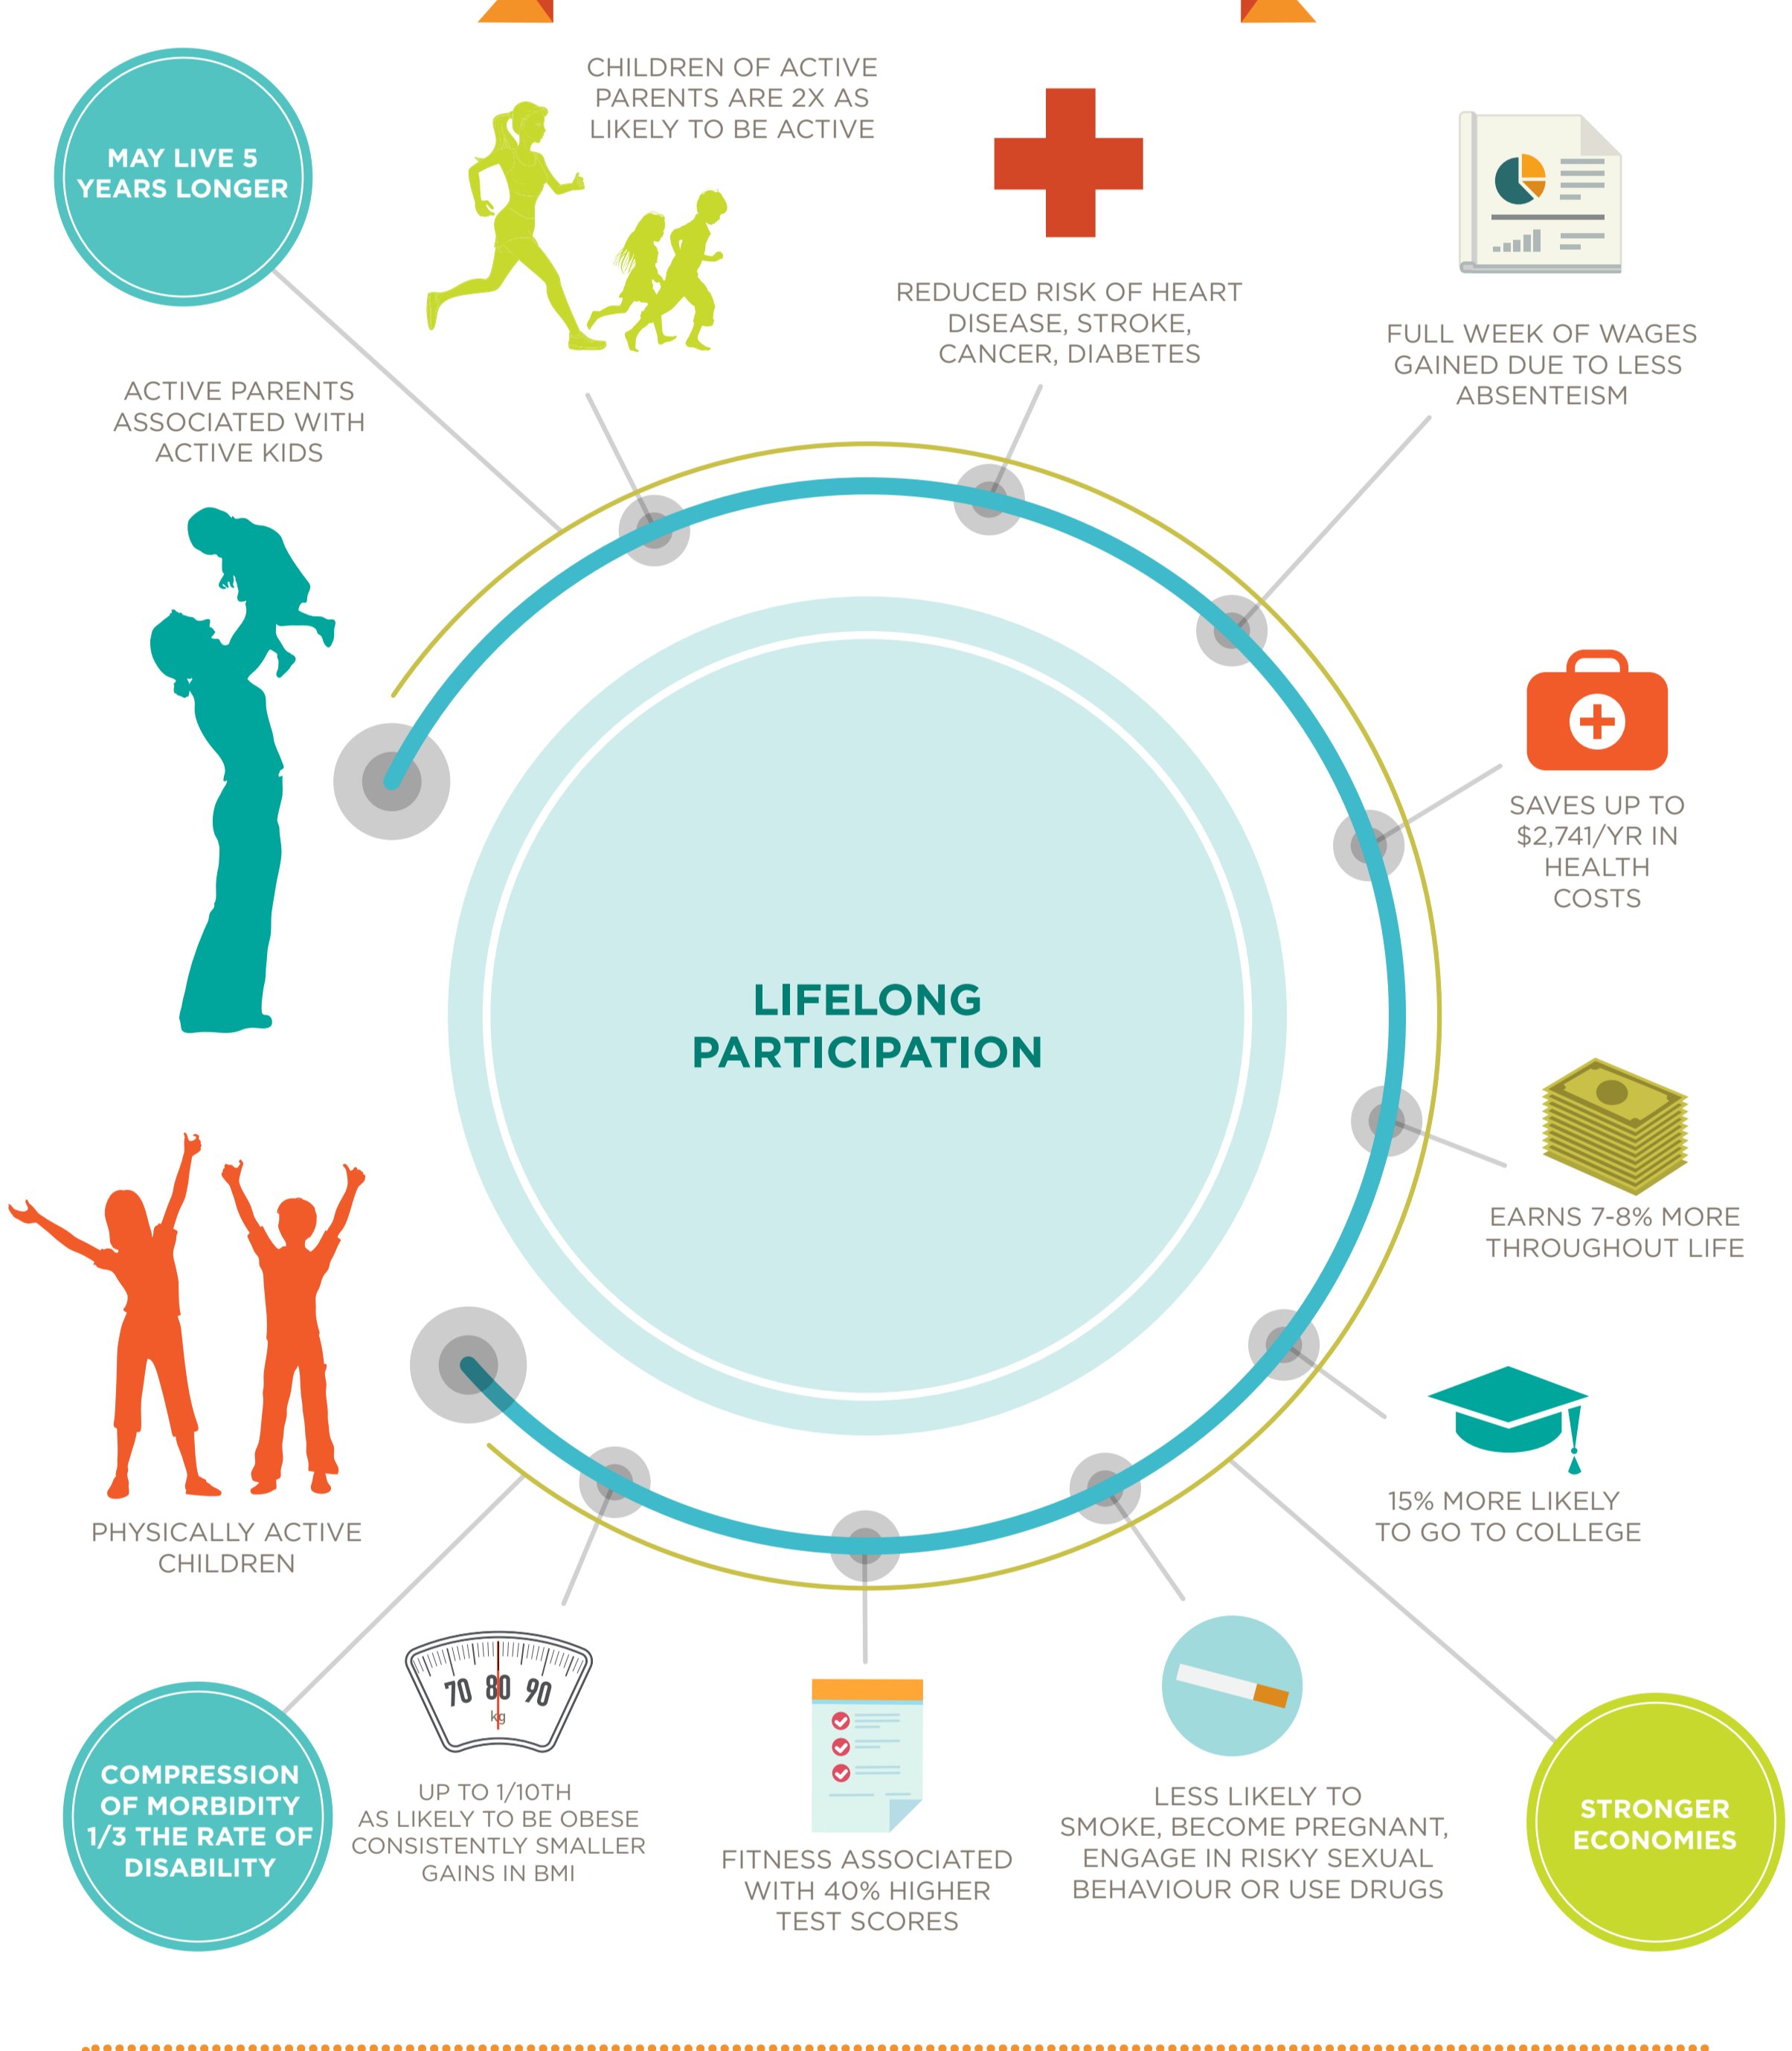 MAY LIVE 5
YEARS LONGER
CHILDREN OF ACTIVE
PARENTS ARE 2X AS
LIKELY TO BE ACTIVE
REDUCED RISK OF HEART
DISEASE, STROKE,
CANCER, DIABETES
FULL WEEK OF WAGES
GAINED DUE TO LESS
ABSENTEISM
ACTIVE PARENTS
ASSOCIATED WITH
ACTIVE KIDS
SAVES UP TO
$2,741/YR IN
HEALTH
COSTS
LIFELONG
PARTICIPATION
EARNS 7-8% MORE
THROUGHOUT LIFE
15% MORE LIKELY
TO GO TO COLLEGE
PHYSICALLY ACTIVE
CHILDREN
COMPRESSION
OF MORBIDITY
1/3 THE RATE OF
DISABILITY
70 80 90
kg
UP TO 1/10TH
AS LIKELY TO BE OBESE
CONSISTENTLY SMALLER
GAINS IN BMI
FITNESS ASSOCIATED
WITH 40% HIGHER
TEST SCORES
LESS LIKELY TO
SMOKE, BECOME PREGNANT,
ENGAGE IN RISKY SEXUAL
BEHAVIOUR OR USE DRUGS
STRONGER
ECONOMIES